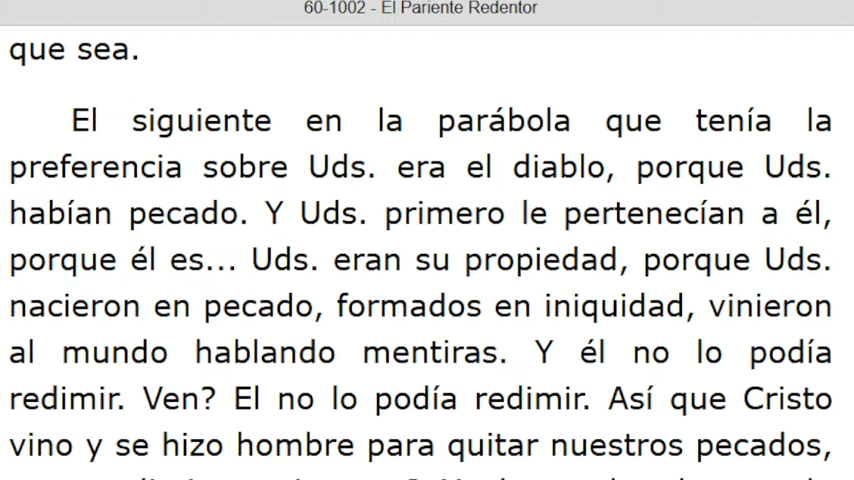 60-1002 - El Pariente Redentor
que sea.
El siguiente en la parábola que tenía la
preferencia sobre Uds. era el diablo, porque Uds.
habían pecado. Y Uds. primero le pertenecían a él,
porque él es... Uds. eran su propiedad, porque Uds.
nacieron en pecado, formados en iniquidad, vinieron
al mundo hablando mentiras. Y él no lo podía
redimir. Ven? El no lo podía redimir. Así que Cristo
vino y se hizo hombre para quitar nuestros pecados,